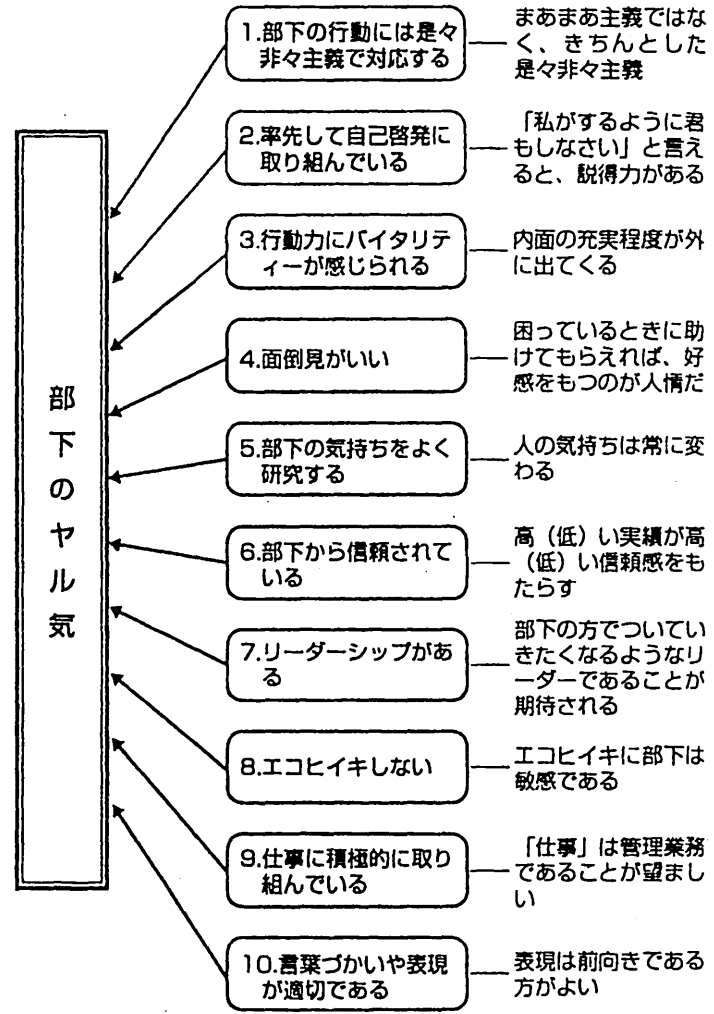 部下のヤル気
1.部下の行動には是々
非々主義で対応する
まあまあ主義ではな
く、きちんとした
是々非々主義
2.率先して自己啓発に
取り組んでいる
「私がするように君
もしなさい」と言え
ると、説得力がある
3.行動力にバイタリテ
ィーが感じられる
内面の充実程度が外
に出てくる
4.面倒見がいい
困っているときに助
けてもらえれば、好
感をもつのが人情だ
5.部下の気持ちをよく
研究する
人の気持ちは常に変
わる
6.部下から信頼されて
いる
高（低）い実績が高
（低）い信頼感をも
たらす
7.リーダーシップがあ
る
部下の方でついてい
きたくなるようなリ
ーダーであることが
期待される
8.エコヒイキしない
エコヒイキに部下は
敏感である
9.仕事に積極的に取り
組んでいる
「仕事」は管理業務
であることが望まし
い
10.言葉づかいや表現
が適切である
表現は前向きである
方がよい